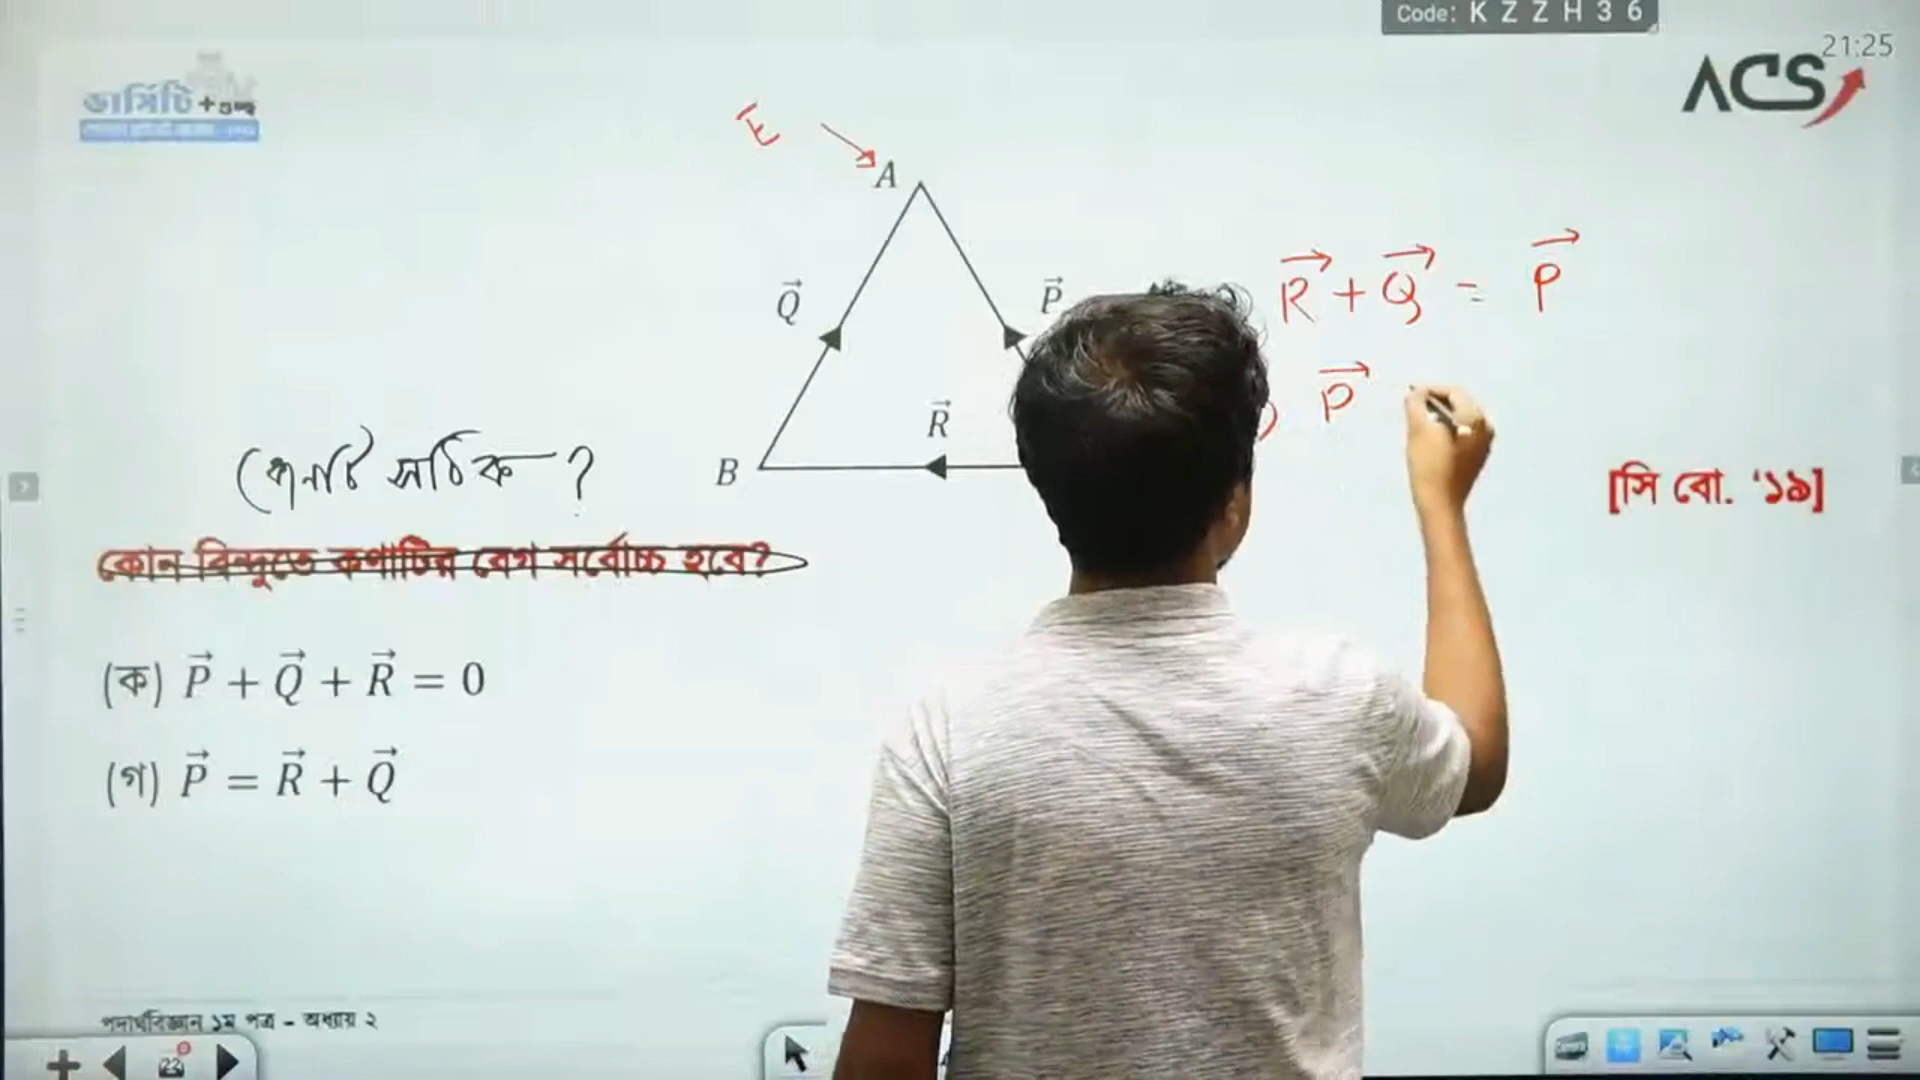 Code: K Z Z H 3 6
21:25
ভার্সিটি +
ACS
E
A
Q⃗
P⃗
R⃗ + Q⃗ = P⃗
P⃗
R⃗
B
কোনটি সঠিক ?
[সি বো. ‘১৯]
কোন বিন্দুতে কণাটির বেগ সর্বোচ্চ হবে?
(ক) P⃗ + Q⃗ + R⃗ = 0
(গ) P⃗ = R⃗ + Q⃗
পদার্থবিজ্ঞান ১ম পত্র – অধ্যায় ২
22